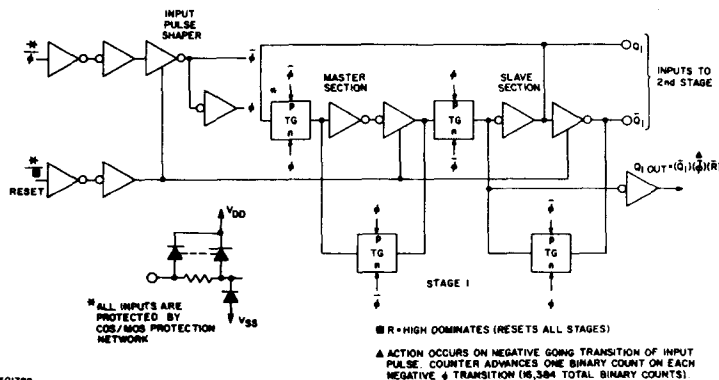 INPUT
PULSE
SHAPER
*
φ̄
φ̄
φ
MASTER
SECTION
SLAVE
SECTION
Q₁
Q̄₁
INPUTS TO
2nd STAGE
*
φ̄
p
TG
n
φ
φ
p
TG
n
φ̄
*
RESET
Q₁ OUT=(Q̄₁)(φ̄)(R̄)
▲
φ
p
TG
n
φ̄
φ̄
p
TG
n
φ
STAGE 1
VDD
VSS
* ALL INPUTS ARE
PROTECTED BY
COS/MOS PROTECTION
NETWORK
■ R = HIGH DOMINATES (RESETS ALL STAGES)
▲ ACTION OCCURS ON NEGATIVE GOING TRANSITION OF INPUT
PULSE. COUNTER ADVANCES ONE BINARY COUNT ON EACH
NEGATIVE φ TRANSITION (16,384 TOTAL BINARY COUNTS).